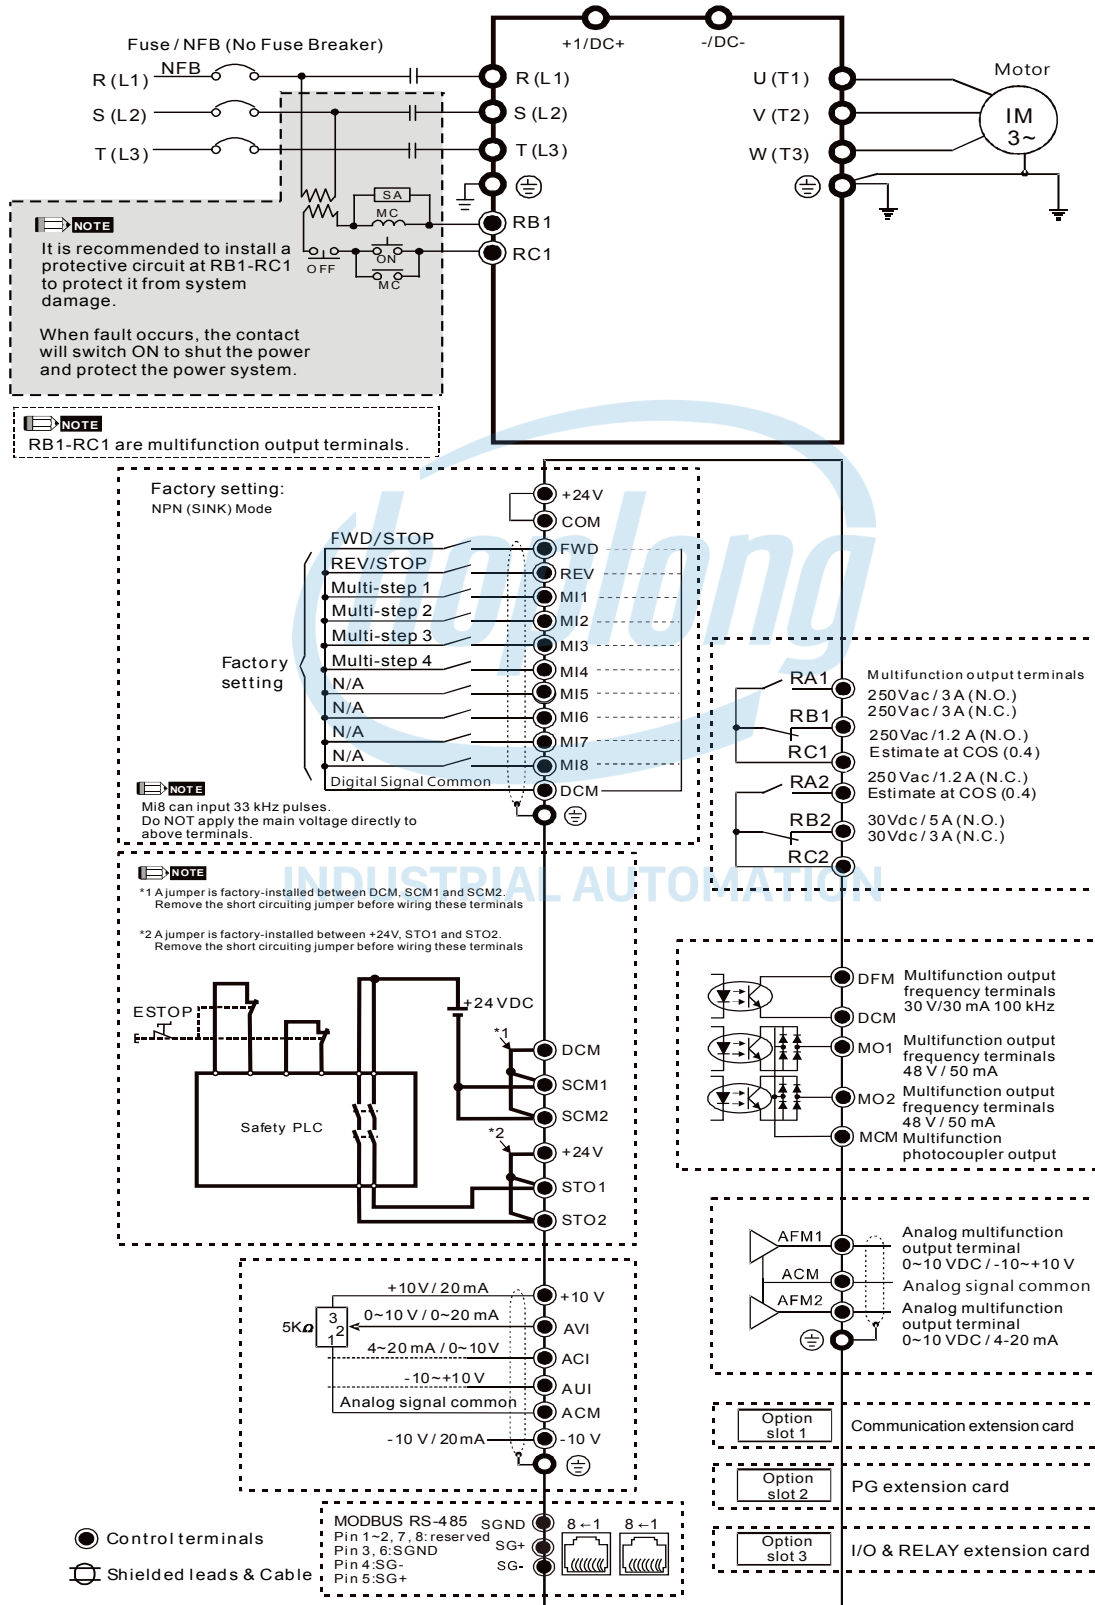 +1/DC+
-/DC-
Fuse / NFB (No Fuse Breaker)
R (L1)
NFB
S (L2)
T (L3)
R (L1)
S (L2)
T (L3)
RB1
RC1
U (T1)
V (T2)
W (T3)
Motor
IM
3~
SA
MC
OFF
ON
MC
NOTE
It is recommended to install a
protective circuit at RB1-RC1
to protect it from system
damage.
When fault occurs, the contact
will switch ON to shut the power
and protect the power system.
NOTE
RB1-RC1 are multifunction output terminals.
hoplong
INDUSTRIAL AUTOMATION
Factory setting:
NPN (SINK) Mode
+24V
COM
FWD/STOP
FWD
REV/STOP
REV
Multi-step 1
MI1
Multi-step 2
MI2
Multi-step 3
MI3
Multi-step 4
MI4
Factory
setting
N/A
MI5
N/A
MI6
N/A
MI7
N/A
MI8
Digital Signal Common
DCM
NOTE
Mi8 can input 33 kHz pulses.
Do NOT apply the main voltage directly to
above terminals.
RA1
RB1
RC1
RA2
RB2
RC2
Multifunction output terminals
250Vac / 3A (N.O.)
250Vac / 3A (N.C.)
250Vac /1.2 A (N.O.)
Estimate at COS (0.4)
250 Vac /1.2 A (N.C.)
Estimate at COS (0.4)
30Vdc / 5 A (N.O.)
30Vdc / 3 A (N.C.)
NOTE
*1 A jumper is factory-installed between DCM, SCM1 and SCM2.
Remove the short circuiting jumper before wiring these terminals
*2 A jumper is factory-installed between +24V, STO1 and STO2.
Remove the short circuiting jumper before wiring these terminals
ESTOP
+24VDC
Safety PLC
*1
DCM
SCM1
SCM2
*2
+24V
STO1
STO2
DFM
Multifunction output
frequency terminals
30 V/30 mA 100 kHz
DCM
MO1
Multifunction output
frequency terminals
48 V / 50 mA
MO2
Multifunction output
frequency terminals
48 V / 50 mA
MCM
Multifunction
photocoupler output
AFM1
Analog multifunction
output terminal
0~10 VDC / -10~+10 V
ACM
Analog signal common
AFM2
Analog multifunction
output terminal
0~10 VDC / 4-20 mA
5KΩ
3
2
1
+10 V / 20 mA
+10 V
0~10 V / 0~20 mA
AVI
4~20 mA / 0~10V
ACI
-10~+10 V
AUI
Analog signal common
ACM
-10 V / 20mA
-10 V
Option
slot 1
Communication extension card
Option
slot 2
PG extension card
Option
slot 3
I/O & RELAY extension card
MODBUS RS-485
Pin 1~2, 7, 8: reserved
Pin 3, 6:SGND
Pin 4:SG-
Pin 5:SG+
SGND
SG+
SG-
8←1
8←1
Control terminals
Shielded leads & Cable